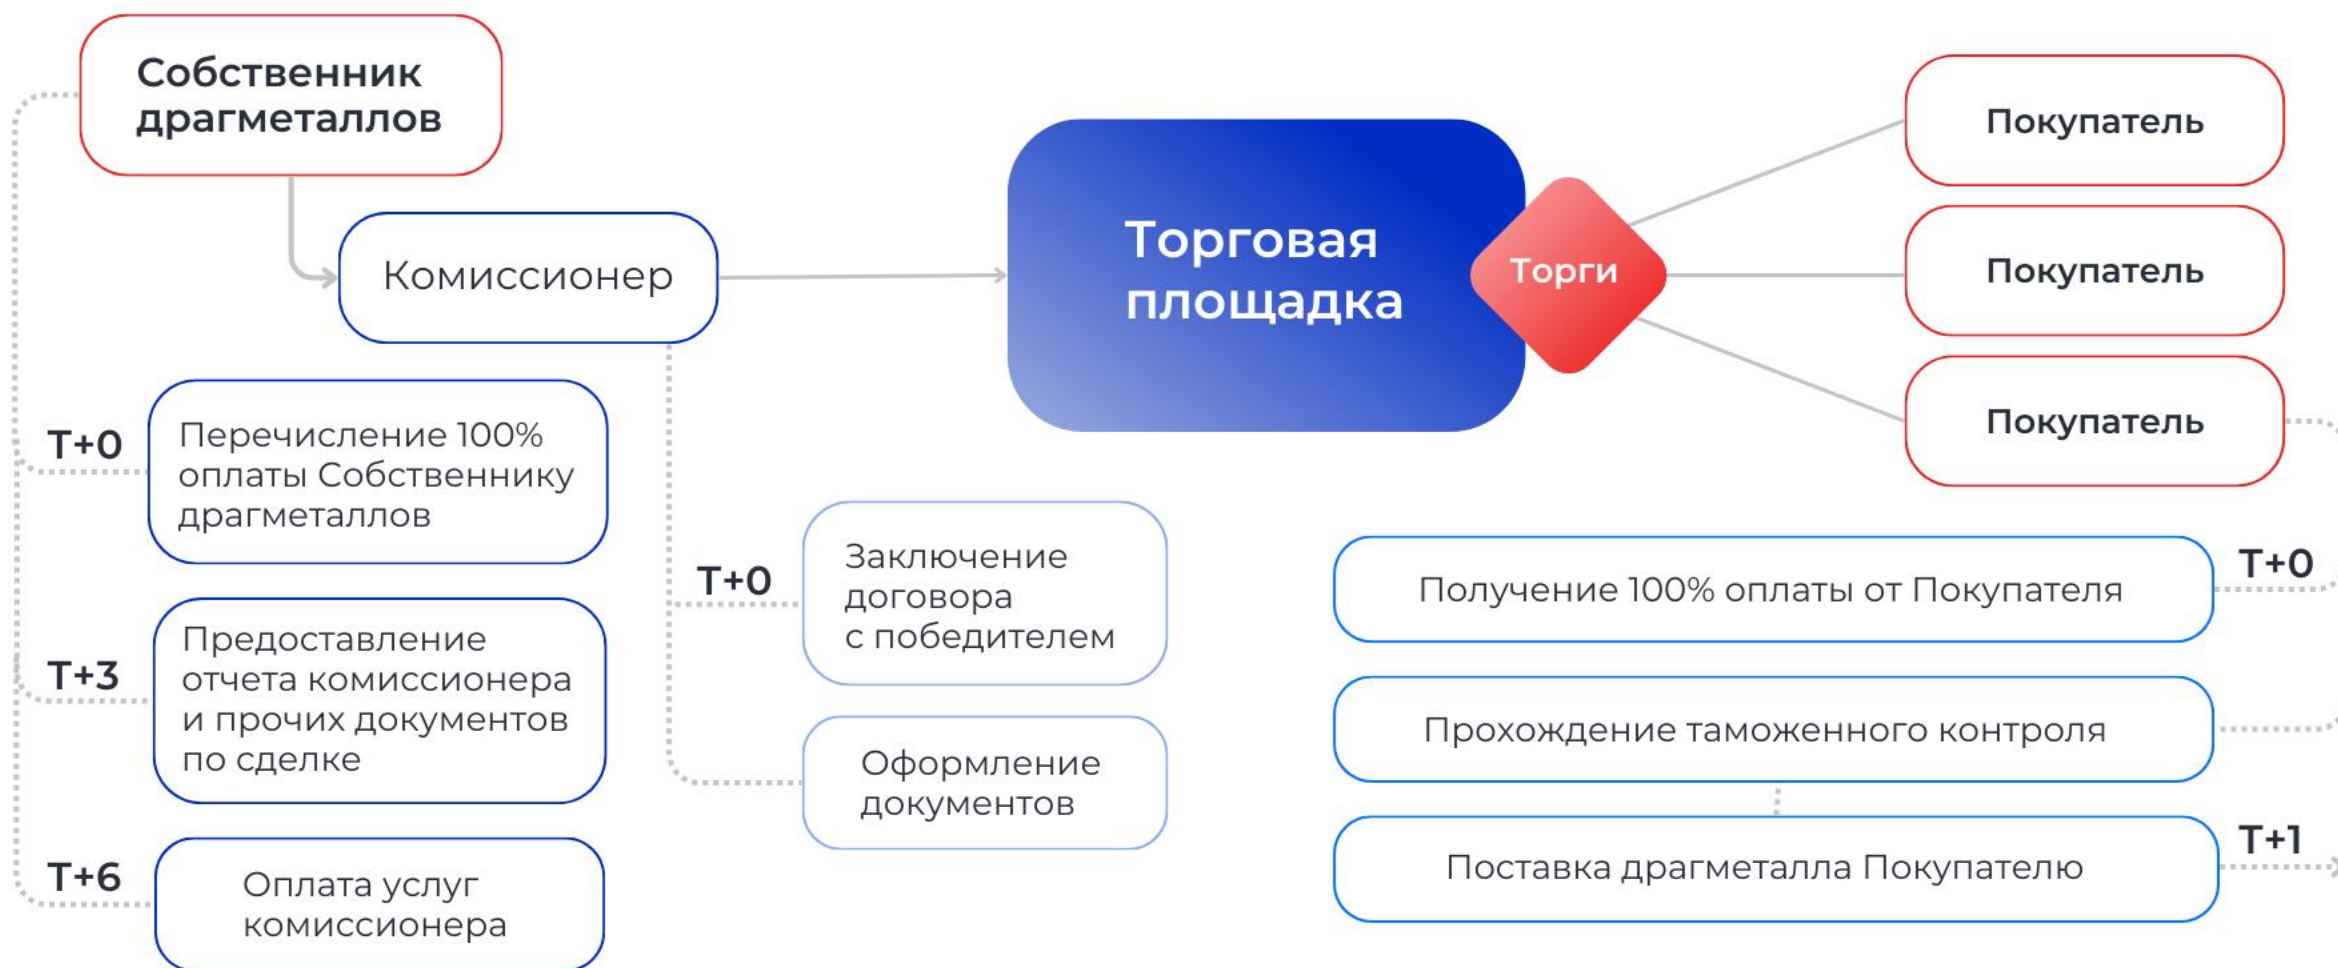 Собственник
драгметаллов
Комиссионер
Торговая
площадка
Торги
Покупатель
Покупатель
Покупатель
T+0
Перечисление 100%
оплаты Собственнику
драгметаллов
T+3
Предоставление
отчета комиссионера
и прочих документов
по сделке
T+6
Оплата услуг
комиссионера
T+0
Заключение
договора
с победителем
Оформление
документов
Получение 100% оплаты от Покупателя
T+0
Прохождение таможенного контроля
Поставка драгметалла Покупателю
T+1